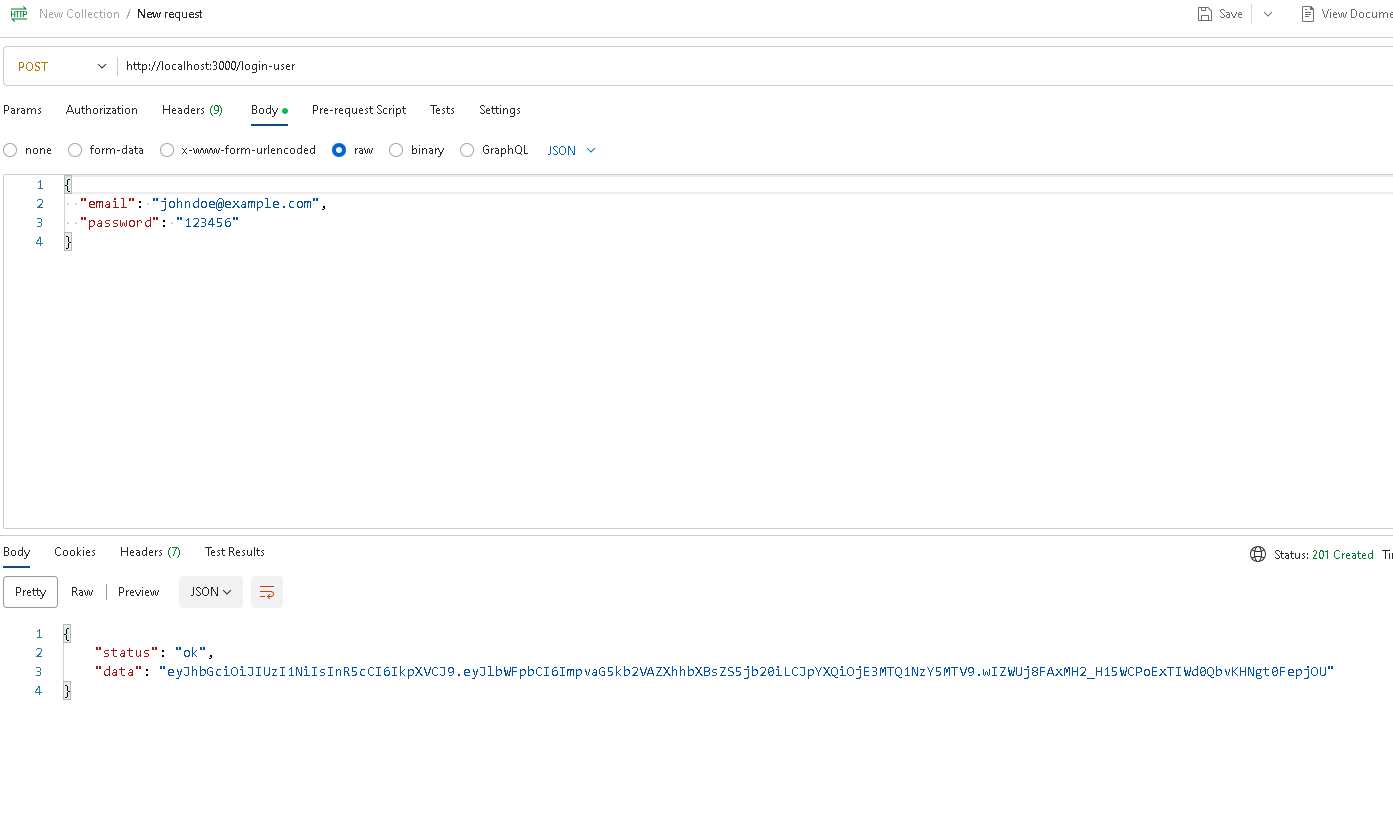 HTTP New Collection / New request Save View Docume
POST http://localhost:3000/login-user
Params Authorization Headers (9) Body Pre-request Script Tests Settings
none form-data x-www-form-urlencoded raw binary GraphQL JSON
1 {
2 "email": "johndoe@example.com",
3 "password": "123456"
4 }
Body Cookies Headers (7) Test Results Status: 201 Created Ti
Pretty Raw Preview JSON
1 {
2 "status": "ok",
3 "data": "eyJhbGciOiJIUzI1NiIsInR5cCI6IkpXVCJ9.eyJlbWFpbCI6ImpvaG5kb2VAZXhhbXBsZS5jb20iLCJpYXQiOjE3MTQ1NzY5MTV9.wIZWUj8FAxMH2_H15WCPoExTIWd0QbvKHNgt0FepjOU"
4 }